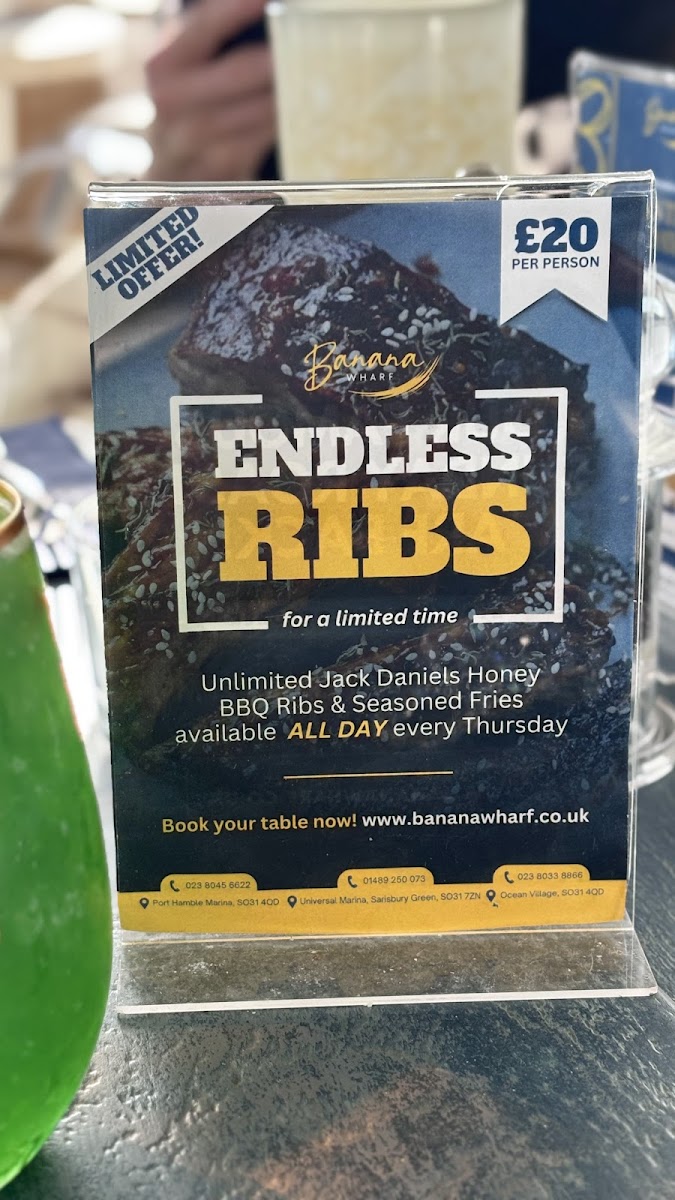 LIMITED
OFFER!
£20
PER PERSON
Banana
WHARF
ENDLESS
RIBS
for a limited time
Unlimited Jack Daniels Honey
BBQ Ribs & Seasoned Fries
available ALL DAY every Thursday
Book your table now! www.bananawharf.co.uk
023 8045 6622 01489 250 073 023 8033 8866
Port Hamble Marina, SO31 4QD Universal Marina, Sarisbury Green, SO31 7ZN Ocean Village, SO31 4QD